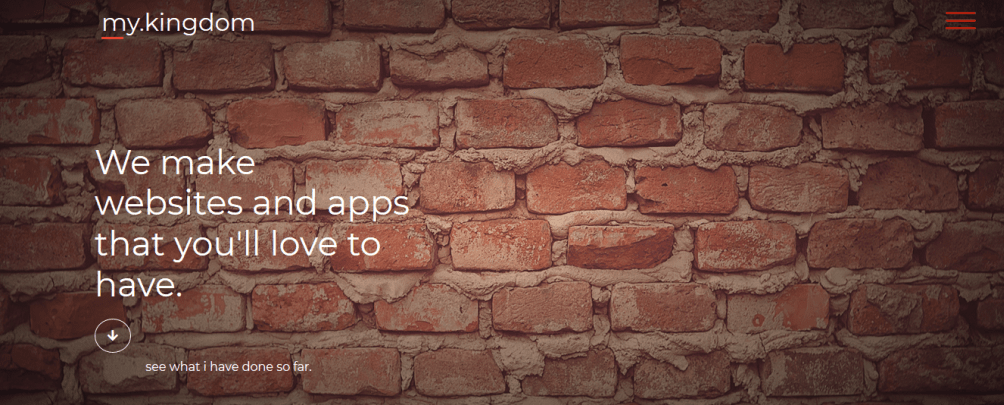 my.kingdom
We make
websites and apps
that you'll love to
have.
see what i have done so far.